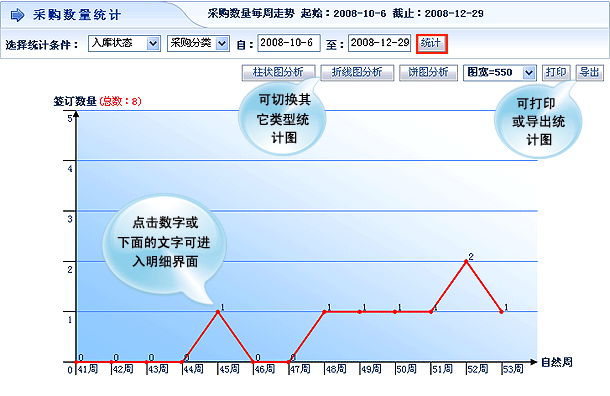 采购数量统计
采购数量每周走势 起始：2008-10-6 截止：2008-12-29
选择统计条件： 入库状态 采购分类 自： 2008-10-6 至： 2008-12-29 统计
柱状图分析 折线图分析 饼图分析 图宽=550 打印 导出
可切换其
它类型统
计图
可打印
或导出统
计图
签订数量(总数：8)
5
4
3
点击数字或
下面的文字可进
入明细界面
2
1
0
0 0 0 0 1 0 0 1 1 1 1 2 1
41周 42周 43周 44周 45周 46周 47周 48周 49周 50周 51周 52周 53周
自然周